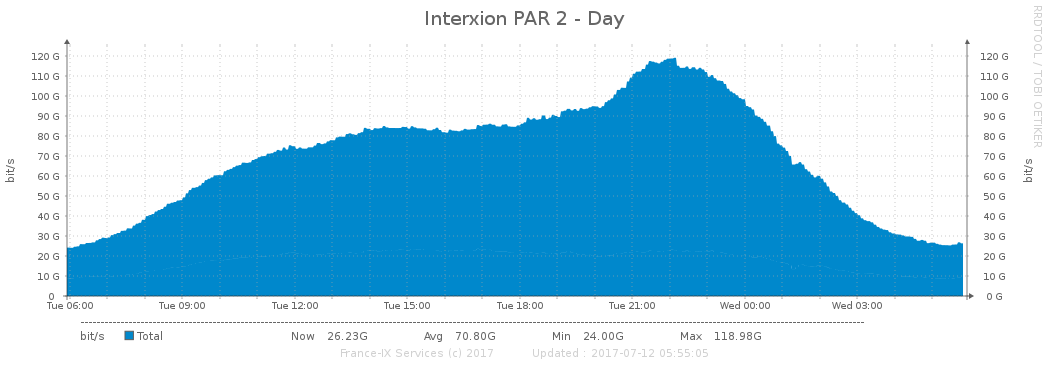 Interxion PAR 2 - Day
RRDTOOL / TOBI OETIKER
bit/s
120 G 120 G
110 G 110 G
100 G 100 G
90 G 90 G
80 G 80 G
70 G 70 G
60 G 60 G
50 G 50 G
40 G 40 G
30 G 30 G
20 G 20 G
10 G 10 G
0 0 G
bit/s
Tue 06:00 Tue 09:00 Tue 12:00 Tue 15:00 Tue 18:00 Tue 21:00 Wed 00:00 Wed 03:00
bit/s Total Now 26.23G Avg 70.80G Min 24.00G Max 118.98G
France-IX Services (c) 2017 Updated : 2017-07-12 05:55:05